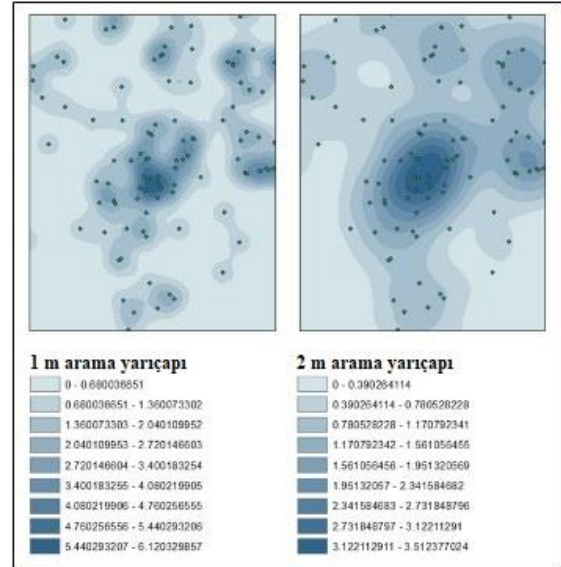 1 m arama yarıçapı
0 - 0.680036651
0.680036651 - 1.360073302
1.360073303 - 2.040109952
2.040109953 - 2.720146603
2.720146604 - 3.400183254
3.400183255 - 4.080219905
4.080219906 - 4.760256555
4.760256556 - 5.440293206
5.440293207 - 6.120329857
2 m arama yarıçapı
0 - 0.390264114
0.390264114 - 0.780528228
0.780528228 - 1.170792341
1.170792342 - 1.561056455
1.561056456 - 1.951320569
1.95132057 - 2.341584682
2.341584683 - 2.731848796
2.731848797 - 3.12211291
3.122112911 - 3.512377024